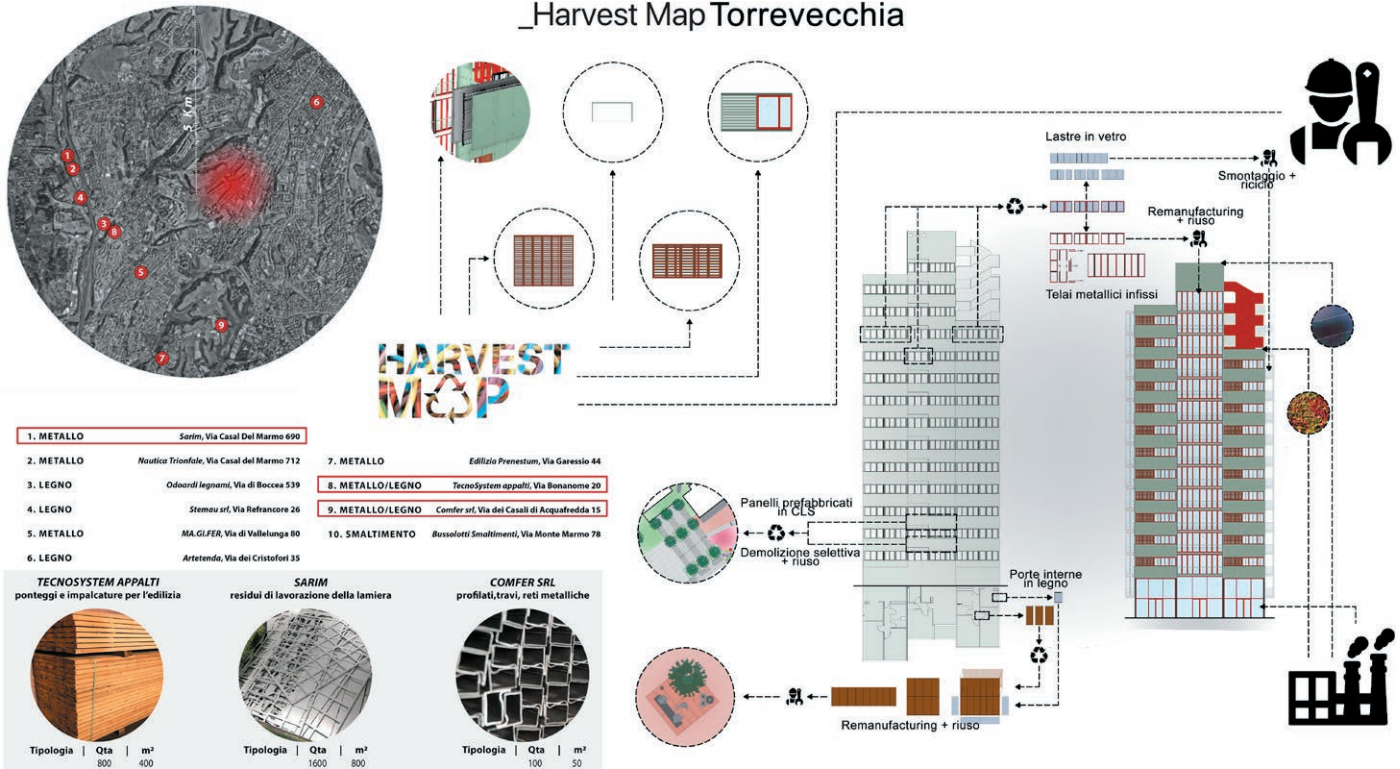 _Harvest Map Torrevecchia
5 Km
1
2
4
3
8
5
6
9
7
HARVEST
MAP
Lastre in vetro
Smontaggio +
riciclo
Remanufacturing
+ riuso
Telai metallici infissi
Panelli prefabbricati
in CLS
Demolizione selettiva
+ riuso
Porte interne
in legno
Remanufacturing + riuso
1. METALLO Sarim, Via Casal Del Marmo 690
2. METALLO Nautica Trionfale, Via Casal del Marmo 712
3. LEGNO Odoardi legnami, Via di Boccea 539
4. LEGNO Stemau srl, Via Refrancore 26
5. METALLO MA.GI.FER, Via di Vallelunga 80
6. LEGNO Artetenda, Via dei Cristofori 35
7. METALLO Edilizia Prenestum, Via Garessio 44
8. METALLO/LEGNO TecnoSystem appalti, Via Bonanome 20
9. METALLO/LEGNO Comfer srl, Via dei Casali di Acquafredda 15
10. SMALTIMENTO Bussolotti Smaltimenti, Via Monte Marmo 78
TECNOSYSTEM APPALTI
ponteggi e impalcature per l'edilizia
Tipologia | Qta | m²
800 400
SARIM
residui di lavorazione della lamiera
Tipologia | Qta | m²
1600 800
COMFER SRL
profilati,travi, reti metalliche
Tipologia | Qta | m²
100 50